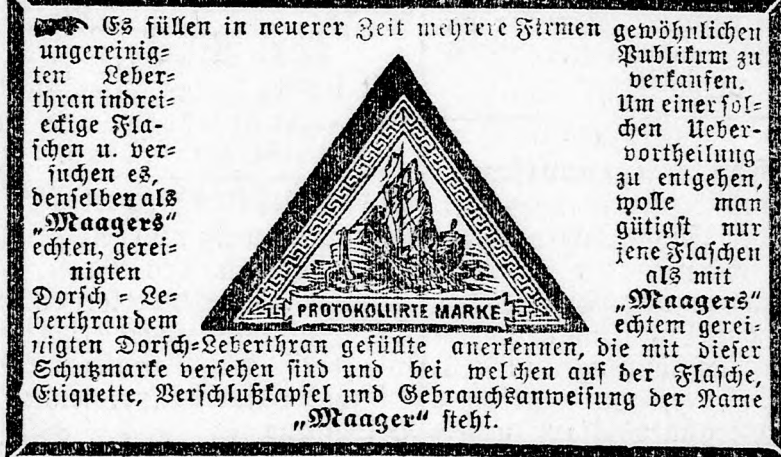 Es füllen in neuerer Zeit mehrere Firmen gewöhnlichen
ungereinig=
ten Leber=
thran in drei=
eckige Fla=
schen u. ver=
suchen es,
denselben als
„Maagers“
echten, gerei=
nigten
Dorsch = Le=
berthran dem
PROTOKOLLIRTE MARKE
Publikum zu
verkaufen.
Um einer sol=
chen Ueber=
vortheilung
zu entgehen,
wolle man
gütigst nur
jene Flaschen
als mit
„Maagers“
echtem gerei=
nigten Dorsch=Leberthran gefüllte anerkennen, die mit dieser
Schutzmarke versehen sind und bei welchen auf der Flasche,
Etiquette, Verschlußkapsel und Gebrauchsanweisung der Name
„Maager“ steht.